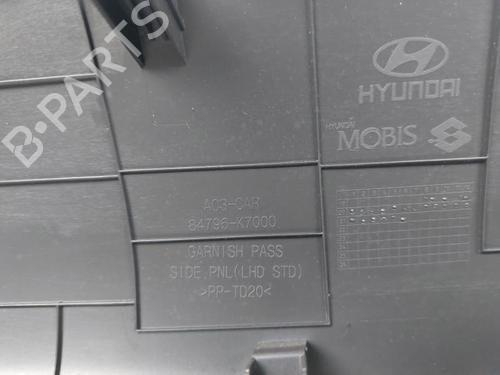 B-PARTS
HYUNDAI
HYUNDAI
MOBIS
AC3-CAR
84796-K7000
GARNISH PASS
SIDE,PNL(LHD STD)
>PP-TD20<